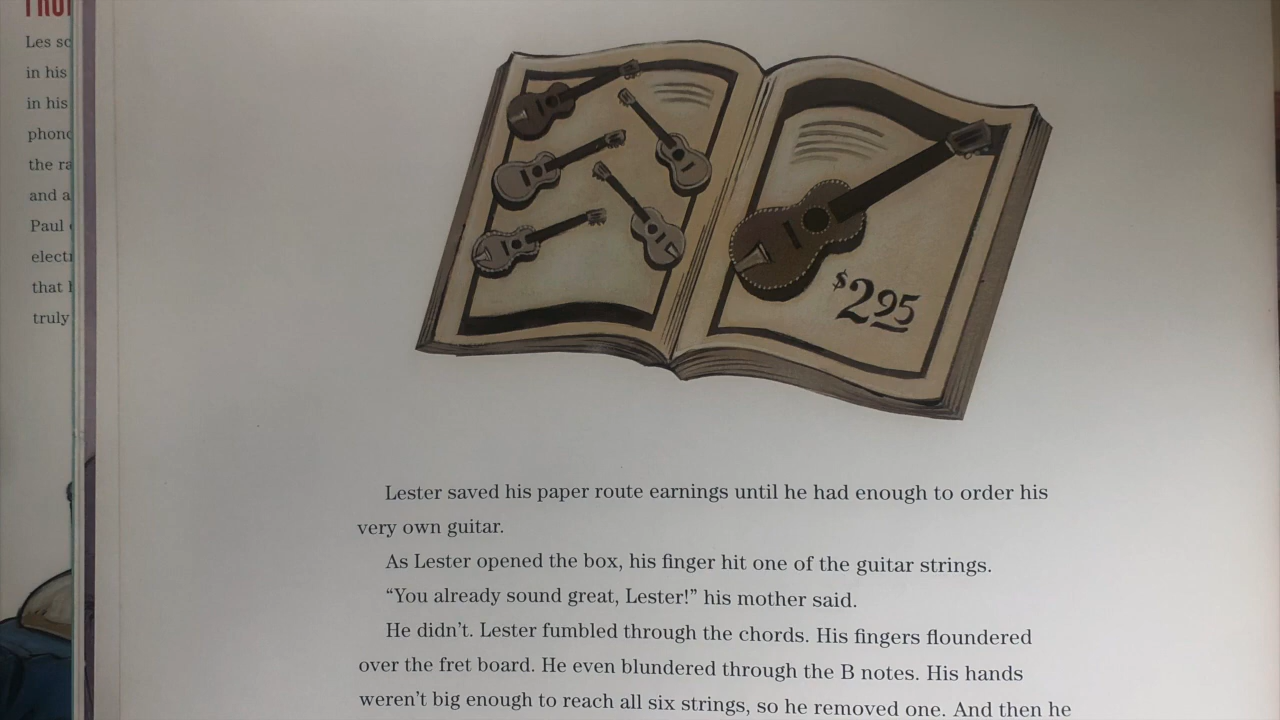 Les
in his
in his
the
and
Paul
that
truly
$2.95
Lester saved his paper route earnings until he had enough to order his
very own guitar.
As Lester opened the box, his finger hit one of the guitar strings.
“You already sound great, Lester!” his mother said.
He didn’t. Lester fumbled through the chords. His fingers floundered
over the fret board. He even blundered through the B notes. His hands
weren’t big enough to reach all six strings, so he removed one. And then he